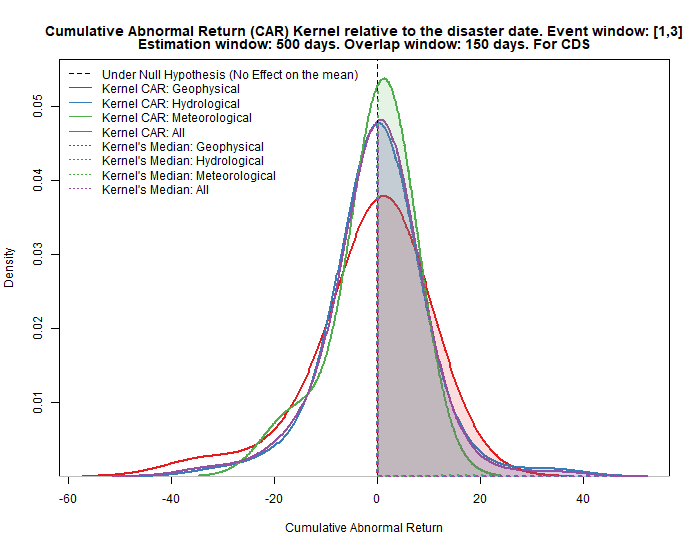 Cumulative Abnormal Return (CAR) Kernel relative to the disaster date. Event window: [1,3]
Estimation window: 500 days. Overlap window: 150 days. For CDS
Under Null Hypothesis (No Effect on the mean)
Kernel CAR: Geophysical
Kernel CAR: Hydrological
Kernel CAR: Meteorological
Kernel CAR: All
Kernel's Median: Geophysical
Kernel's Median: Hydrological
Kernel's Median: Meteorological
Kernel's Median: All
Density
0.05
0.04
0.03
0.02
0.01
-60
-40
-20
0
20
40
Cumulative Abnormal Return